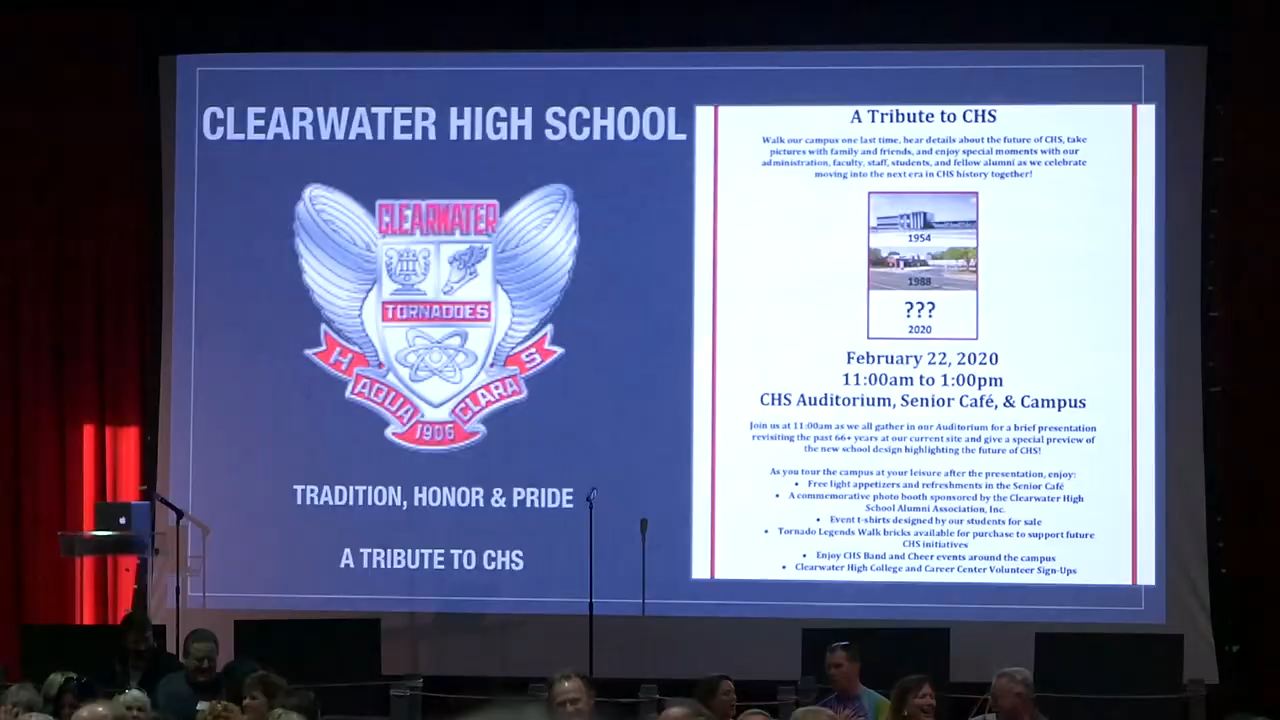 CLEARWATER HIGH SCHOOL
CLEARWATER
TORNADOES
H S
AQUA CLARA
1906
TRADITION, HONOR & PRIDE
A TRIBUTE TO CHS
A Tribute to CHS
Walk our campus one last time, hear details about the future of CHS, take
pictures with family and friends, and enjoy special moments with our
administration, faculty, staff, students, and fellow alumni as we celebrate
moving into the next era in CHS history together!
1954
1988
???
2020
February 22, 2020
11:00am to 1:00pm
CHS Auditorium, Senior Café, & Campus
Join us at 11:00am as we all gather in our Auditorium for a brief presentation
revisiting the past 66+ years at our current site and give a special preview of
the new school design highlighting the future of CHS!
As you tour the campus at your leisure after the presentation, enjoy:
• Free light appetizers and refreshments in the Senior Café
• A commemorative photo booth sponsored by the Clearwater High
School Alumni Association, Inc.
• Event t-shirts designed by our students for sale
• Tornado Legends Walk bricks available for purchase to support future
CHS initiatives
• Enjoy CHS Band and Cheer events around the campus
• Clearwater High College and Career Center Volunteer Sign-Ups